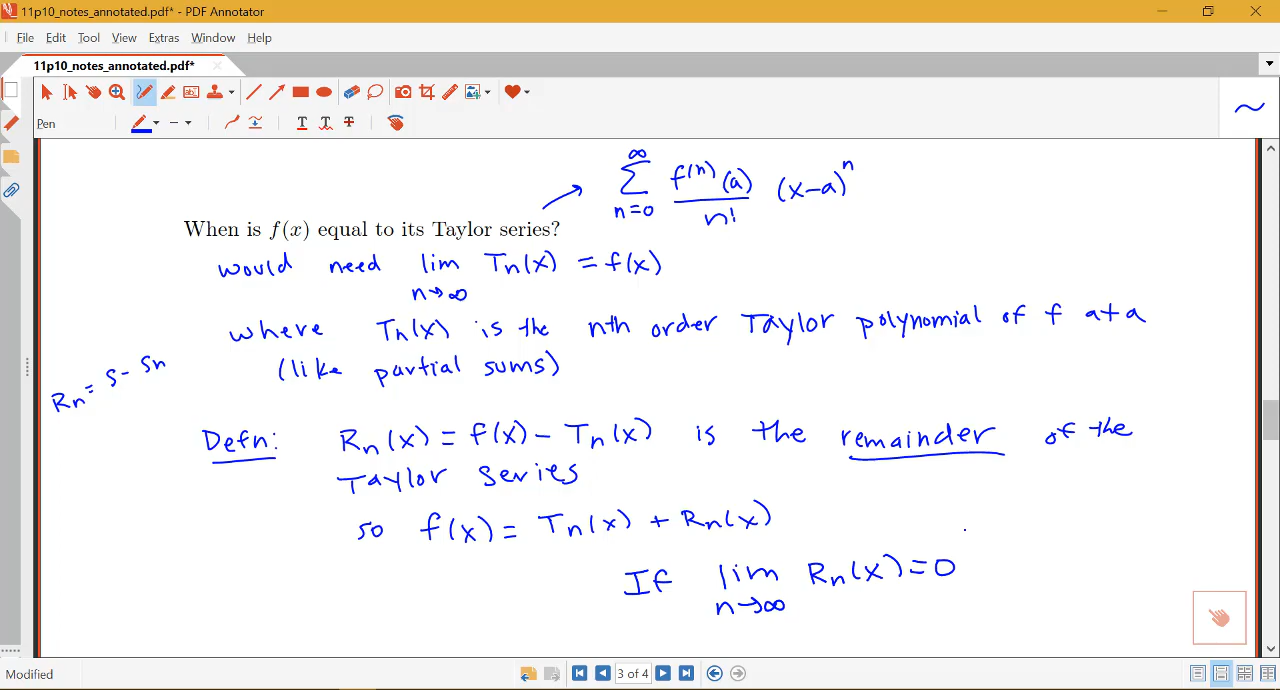 11p10_notes_annotated.pdf* - PDF Annotator
File Edit Tool View Extras Window Help
11p10_notes_annotated.pdf*
Pen
∞
∑ f^(n)(a)/n! (x-a)^n
n=0
When is f(x) equal to its Taylor series?
would need lim Tn(x) = f(x)
n→∞
where Tn(x) is the nth order Taylor polynomial of f at a
(like partial sums)
Rn = S - Sn
Defn: Rn(x) = f(x) - Tn(x) is the remainder of the
Taylor series
so f(x) = Tn(x) + Rn(x)
If lim Rn(x) = 0
n→∞
Modified
3 of 4